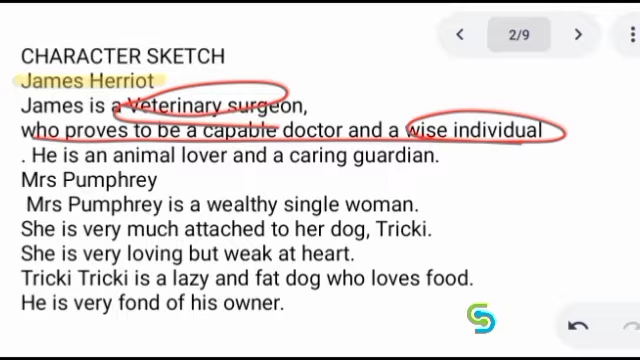 2/9
CHARACTER SKETCH
James Herriot
James is a Veterinary surgeon,
who proves to be a capable doctor and a wise individual
. He is an animal lover and a caring guardian.
Mrs Pumphrey
Mrs Pumphrey is a wealthy single woman.
She is very much attached to her dog, Tricki.
She is very loving but weak at heart.
Tricki Tricki is a lazy and fat dog who loves food.
He is very fond of his owner.